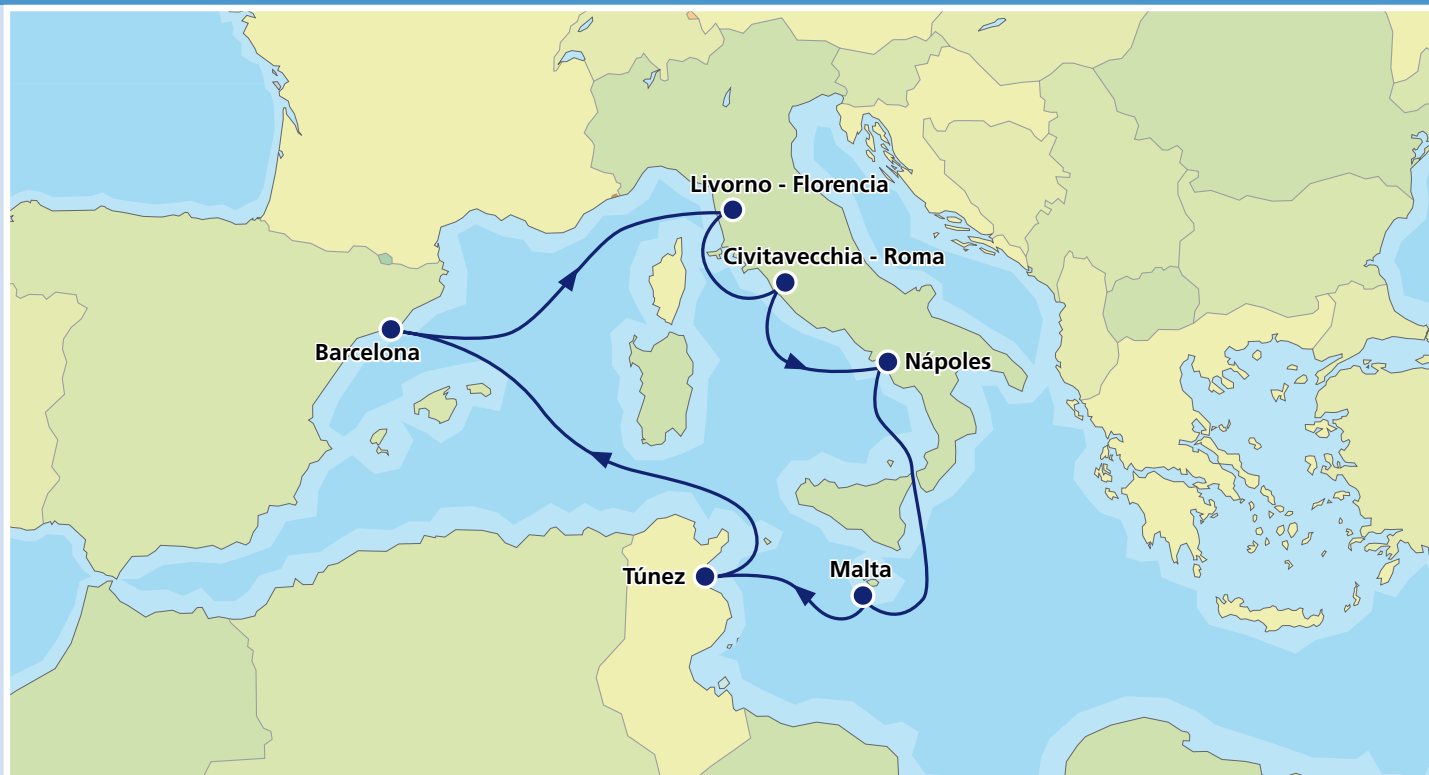 Livorno - Florencia
Civitavecchia - Roma
Barcelona
Nápoles
Túnez
Malta